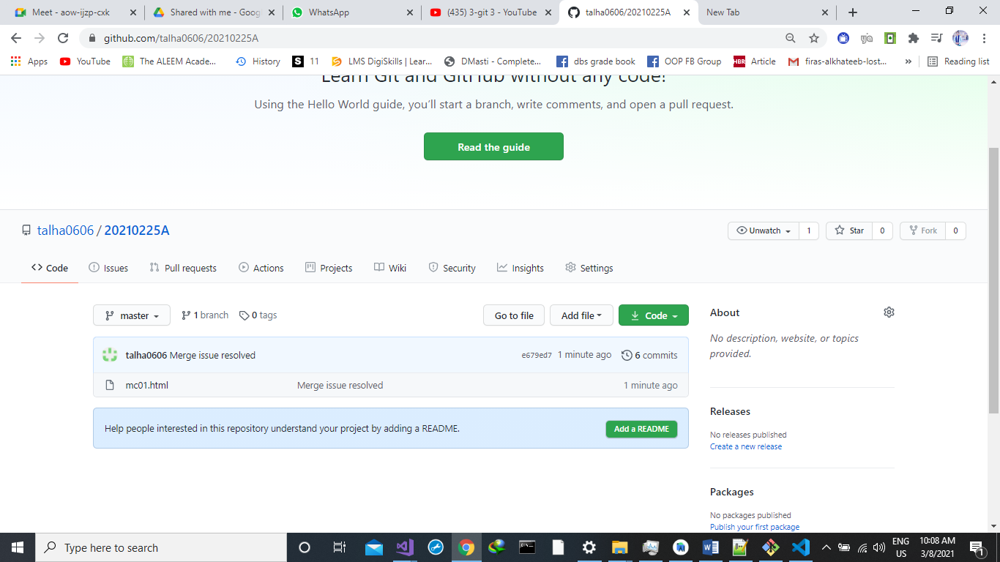 Meet - aow-ijzp-cxk
Shared with me - Goog
WhatsApp
(435) 3-git 3 - YouTube
talha0606/20210225A
New Tab
github.com/talha0606/20210225A
Apps
YouTube
The ALEEM Acade...
History
11
LMS DigiSkills | Lear...
DMasti - Complete...
dbs grade book
OOP FB Group
HBR Article
firas-alkhateeb-lost...
»
Reading list
Learn Git and GitHub without any code!
Using the Hello World guide, you’ll start a branch, write comments, and open a pull request.
Read the guide
talha0606 / 20210225A
Unwatch 1
Star 0
Fork 0
Code
Issues
Pull requests
Actions
Projects
Wiki
Security
Insights
Settings
master
1 branch
0 tags
Go to file
Add file
Code
talha0606 Merge issue resolved
e679ed7 1 minute ago
6 commits
mc01.html
Merge issue resolved
1 minute ago
Help people interested in this repository understand your project by adding a README.
Add a README
About
No description, website, or topics
provided.
Releases
No releases published
Create a new release
Packages
No packages published
Publish your first package
Type here to search
ENG
US
10:08 AM
3/8/2021
1